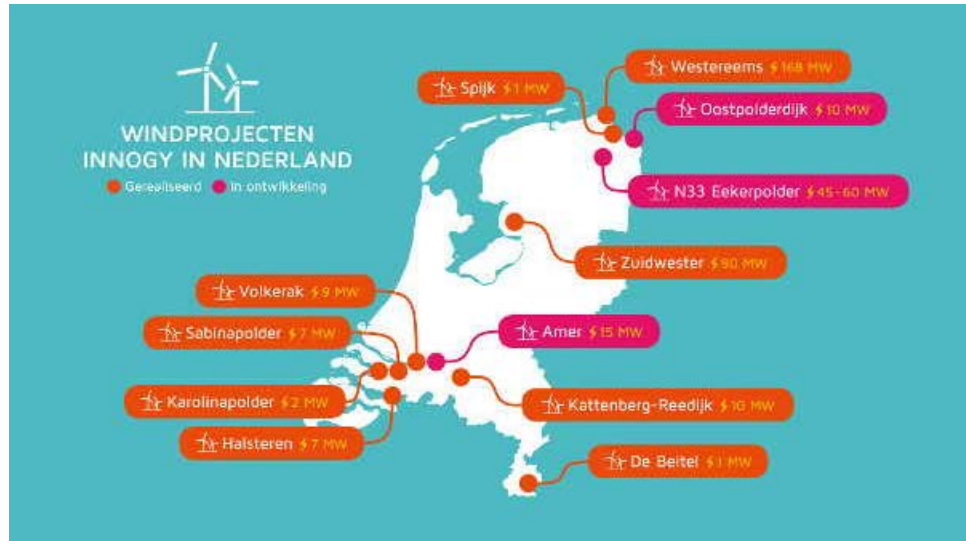 WINDPROJECTEN
INNOGY IN NEDERLAND
Gerealiseerd In ontwikkeling
Westereems 168 MW
Spijk 1 MW
Oostpolderdijk 10 MW
N33 Eekerpolder 45-60 MW
Zuidwester 90 MW
Volkerak 9 MW
Sabinapolder 7 MW
Amer 15 MW
Karolinapolder 2 MW
Kattenberg-Reedijk 10 MW
Halsteren 7 MW
De Beitel 1 MW